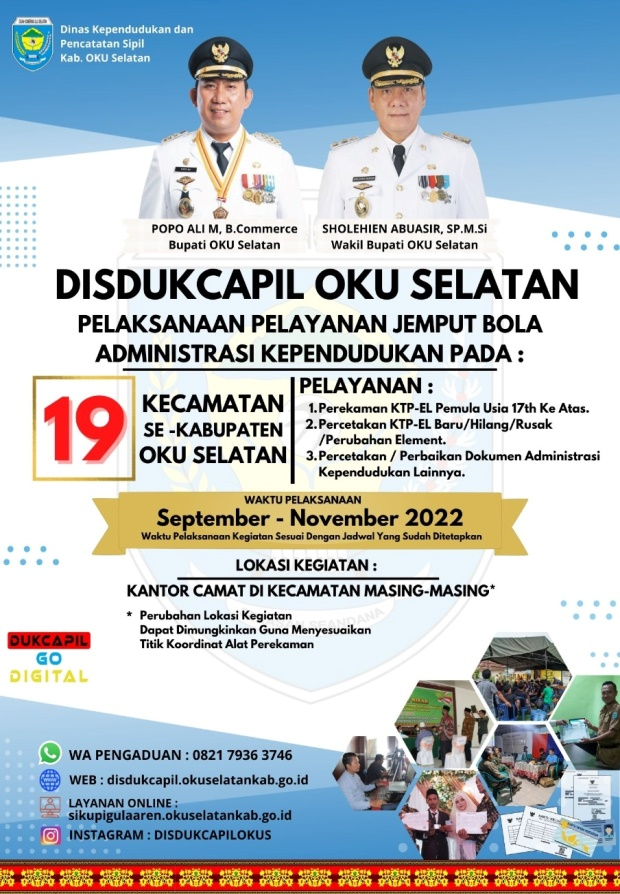 Dinas Kependudukan dan
Pencatatan Sipil
Kab. OKU Selatan
POPO ALI M, B.Commerce
Bupati OKU Selatan
SHOLEHIEN ABUASIR, SP.M.Si
Wakil Bupati OKU Selatan
DISDUKCAPIL OKU SELATAN
PELAKSANAAN PELAYANAN JEMPUT BOLA
ADMINISTRASI KEPENDUDUKAN PADA :
19
KECAMATAN
SE -KABUPATEN
OKU SELATAN
PELAYANAN :
1. Perekaman KTP-EL Pemula Usia 17th Ke Atas.
2. Percetakan KTP-EL Baru/Hilang/Rusak
/Perubahan Element.
3. Percetakan / Perbaikan Dokumen Administrasi
Kependudukan Lainnya.
WAKTU PELAKSANAAN
September - November 2022
Waktu Pelaksanaan Kegiatan Sesuai Dengan Jadwal Yang Sudah Ditetapkan
LOKASI KEGIATAN :
KANTOR CAMAT DI KECAMATAN MASING-MASING*
* Perubahan Lokasi Kegiatan
Dapat Dimungkinkan Guna Menyesuaikan
Titik Koordinat Alat Perekaman
DUKCAPIL
GO
DIGITAL
WA PENGADUAN : 0821 7936 3746
WEB : disdukcapil.okuselatankab.go.id
LAYANAN ONLINE :
sikupigulaaren.okuselatankab.go.id
INSTAGRAM : DISDUKCAPILOKUS